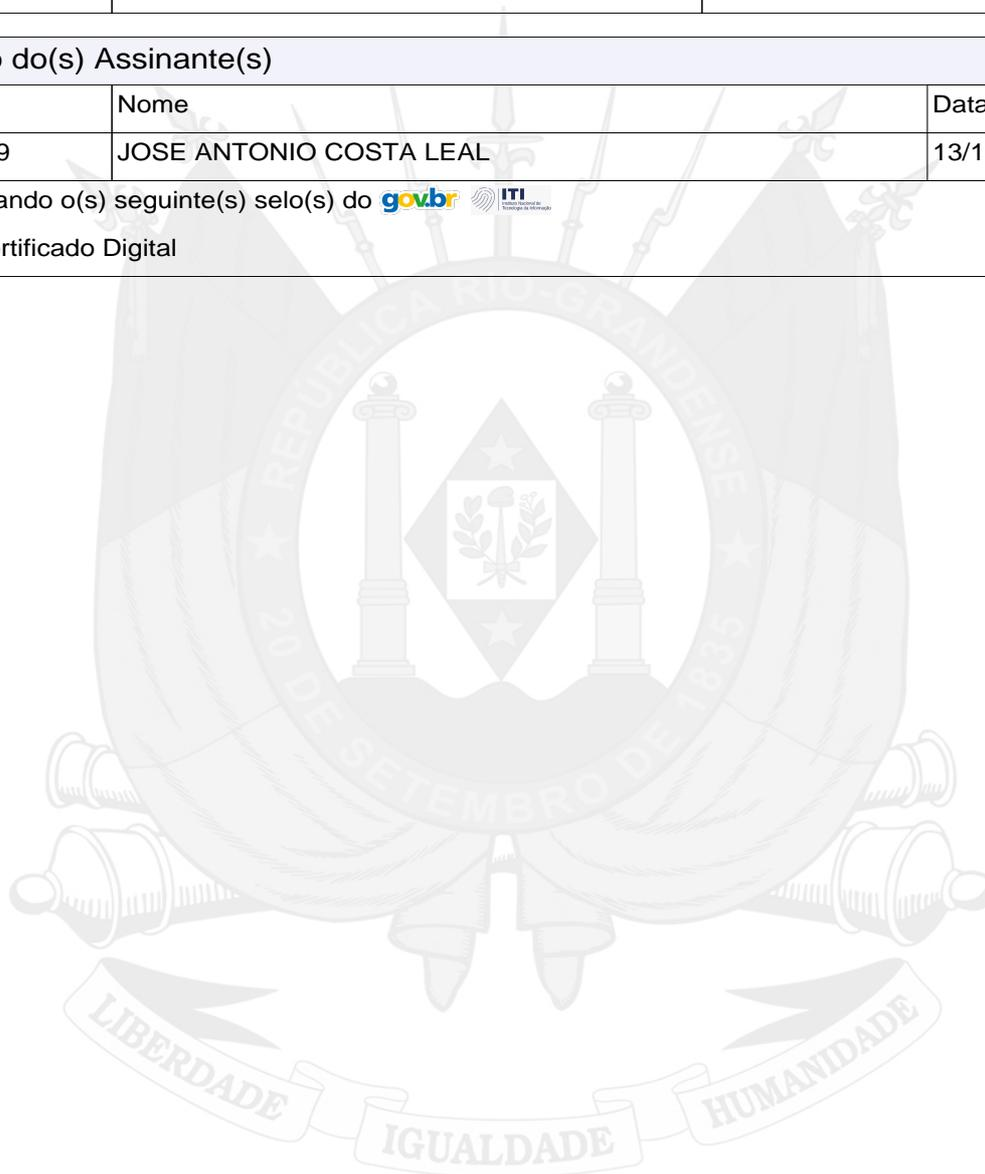 do(s) Assinante(s)
Nome Data
9 JOSE ANTONIO COSTA LEAL 13/1
ando o(s) seguinte(s) selo(s) do gov.br ITI
rtificado Digital
REPÚBLICA RIO-GRANDENSE
20 DE SETEMBRO DE 1835
LIBERDADE
IGUALDADE
HUMANIDADE